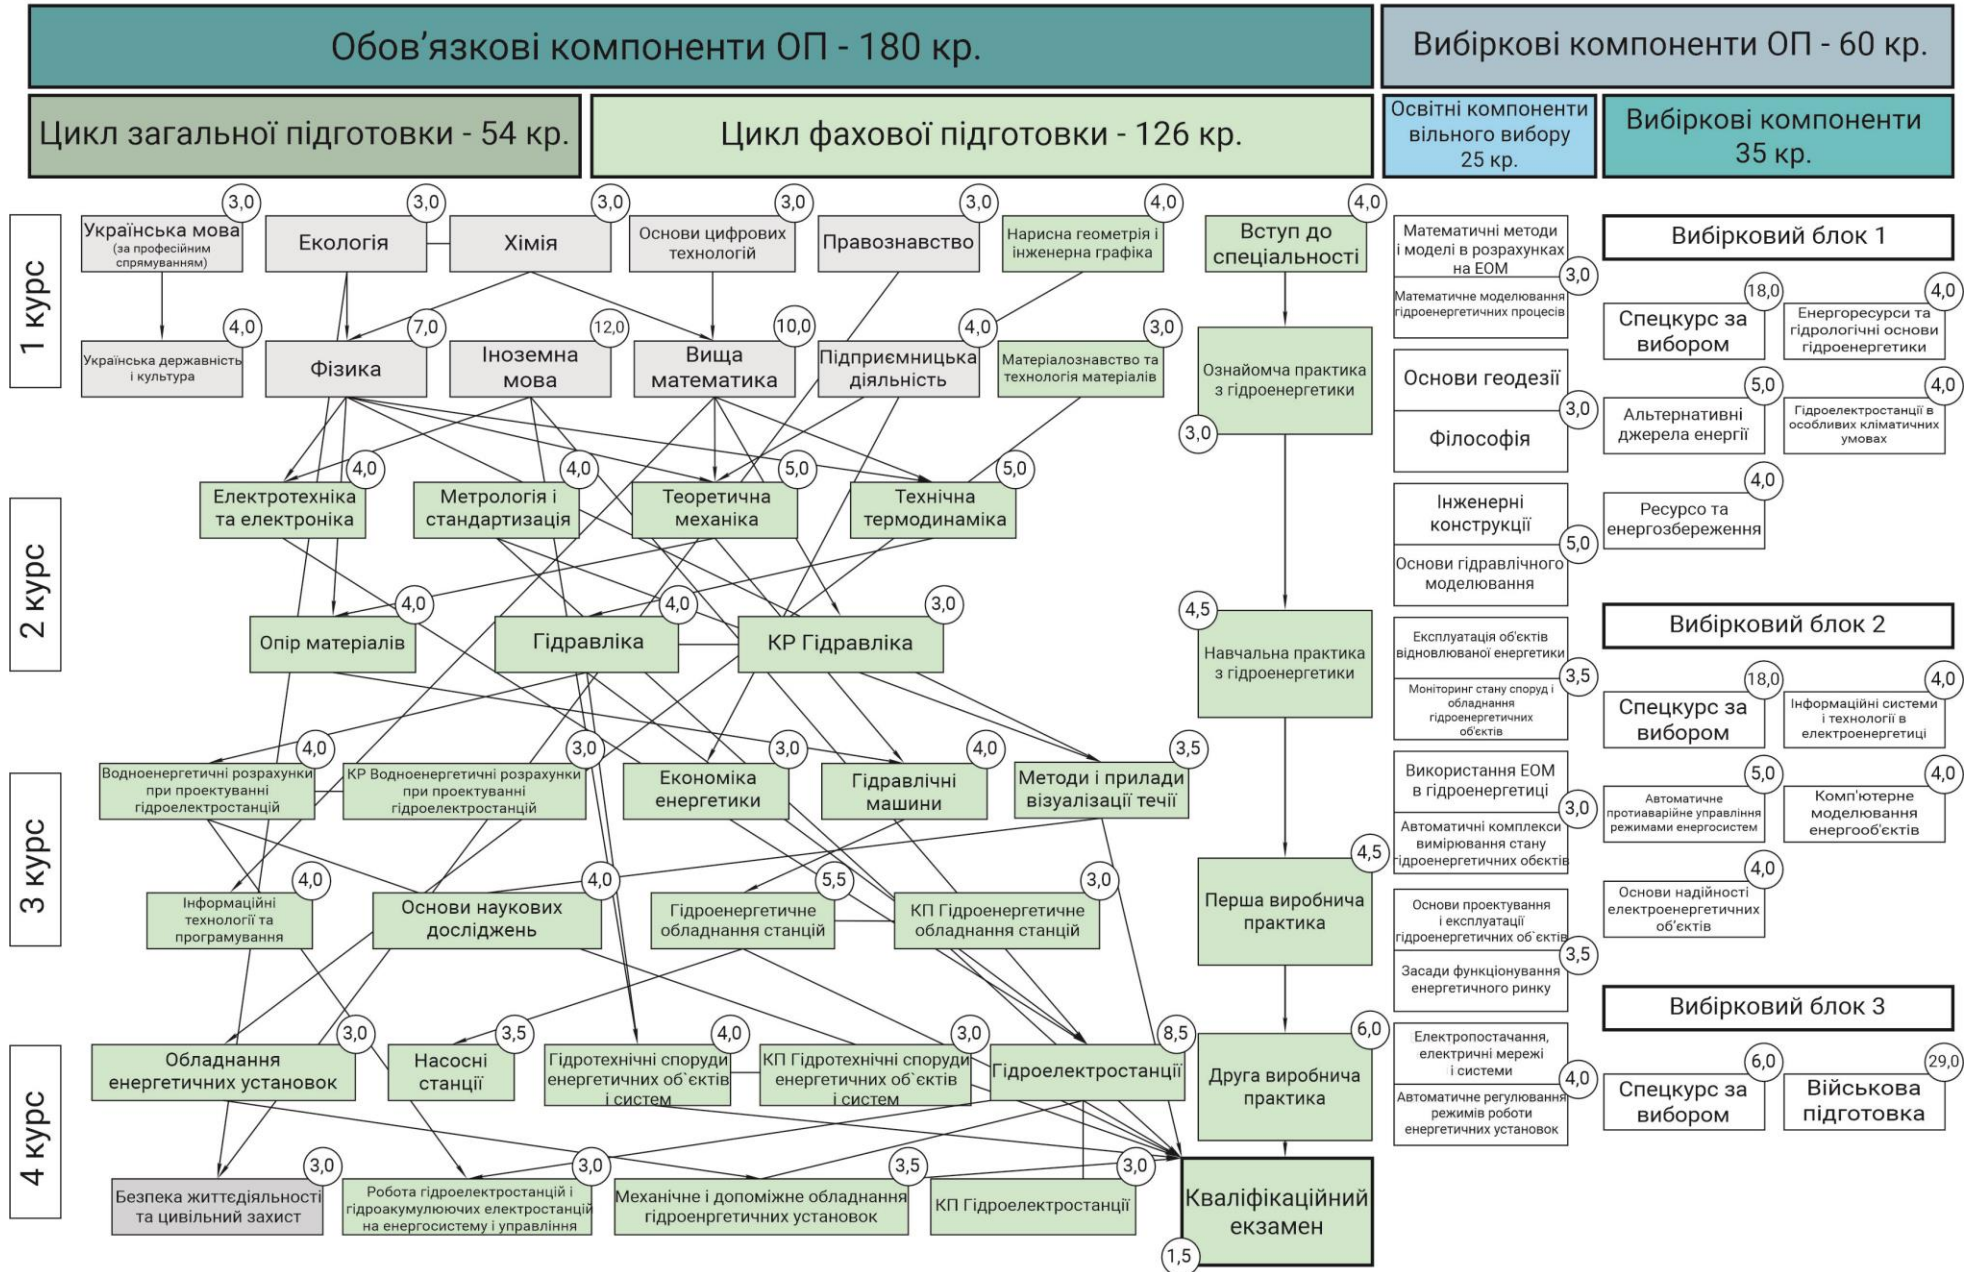 Обов’язкові компоненти ОП - 180 кр.
Вибіркові компоненти ОП - 60 кр.
Цикл загальної підготовки - 54 кр.
Цикл фахової підготовки - 126 кр.
Освітні компоненти
вільного вибору
25 кр.
Вибіркові компоненти
35 кр.
1 курс
3,0
Українська мова
(за професійним
спрямуванням)
3,0
Екологія
3,0
Хімія
3,0
Основи цифрових
технологій
3,0
Правознавство
4,0
Нарисна геометрія і
інженерна графіка
4,0
Вступ до
спеціальності
4,0
Українська державність
і культура
7,0
Фізика
12,0
Іноземна
мова
10,0
Вища
математика
4,0
Підприємницька
діяльність
3,0
Матеріалознавство та
технологія матеріалів
Ознайомча практика
з гідроенергетики
3,0
2 курс
4,0
Електротехніка
та електроніка
4,0
Метрологія і
стандартизація
5,0
Теоретична
механіка
5,0
Технічна
термодинаміка
4,0
Опір матеріалів
4,0
Гідравліка
3,0
КР Гідравліка
4,5
Навчальна практика
з гідроенергетики
3 курс
4,0
Водноенергетичні розрахунки
при проектуванні
гідроелектростанцій
3,0
КР Водноенергетичні розрахунки
при проектуванні
гідроелектростанцій
3,0
Економіка
енергетики
4,0
Гідравлічні
машини
3,5
Методи і прилади
візуалізації течії
4,0
Інформаційні
технології та
програмування
4,0
Основи наукових
досліджень
5,5
Гідроенергетичне
обладнання станцій
3,0
КП Гідроенергетичне
обладнання станцій
4,5
Перша виробнича
практика
4 курс
3,0
Обладнання
енергетичних установок
3,5
Насосні
станції
4,0
Гідротехнічні споруди
енергетичних об`єктів
і систем
3,0
КП Гідротехнічні споруди
енергетичних об`єктів
і систем
8,5
Гідроелектростанції
6,0
Друга виробнича
практика
3,0
Безпека життєдіяльності
та цивільний захист
3,0
Робота гідроелектростанцій і
гідроакумулюючих електростанцій
на енергосистему і управління
3,5
Механічне і допоміжне обладнання
гідроенргетичних установок
3,0
КП Гідроелектростанції
Кваліфікаційний
екзамен
1,5
Математичні методи
і моделі в розрахунках
на ЕОМ
3,0
Математичне моделювання
гідроенергетичних процесів
Основи геодезії
3,0
Філософія
Інженерні
конструкції
5,0
Основи гідравлічного
моделювання
Експлуатація об'єктів
відновлюваної енергетики
3,5
Моніторинг стану споруд і
обладнання
гідроенергетичних
об'єктів
Використання ЕОМ
в гідроенергетиці
3,0
Автоматичні комплекси
вимірювання стану
гідроенергетичних обєктів
Основи проектування
і експлуатації
гідроенергетичних об`єктів
3,5
Засади функціонування
енергетичного ринку
Електропостачання,
електричні мережі
і системи
4,0
Автоматичне регулювання
режимів роботи
енергетичних установок
Вибірковий блок 1
18,0
Спецкурс за
вибором
4,0
Енергоресурси та
гідрологічні основи
гідроенергетики
5,0
Альтернативні
джерела енергії
4,0
Гідроелектростанції в
особливих кліматичних
умовах
4,0
Ресурсо та
енергозбереження
Вибірковий блок 2
18,0
Спецкурс за
вибором
4,0
Інформаційні системи
і технології в
електроенергетиці
5,0
Автоматичне
протиаварійне управління
режимами енергосистем
4,0
Комп'ютерне
моделювання
енергооб'єктів
4,0
Основи надійності
електроенергетичних
об’єктів
Вибірковий блок 3
6,0
Спецкурс за
вибором
29,0
Військова
підготовка